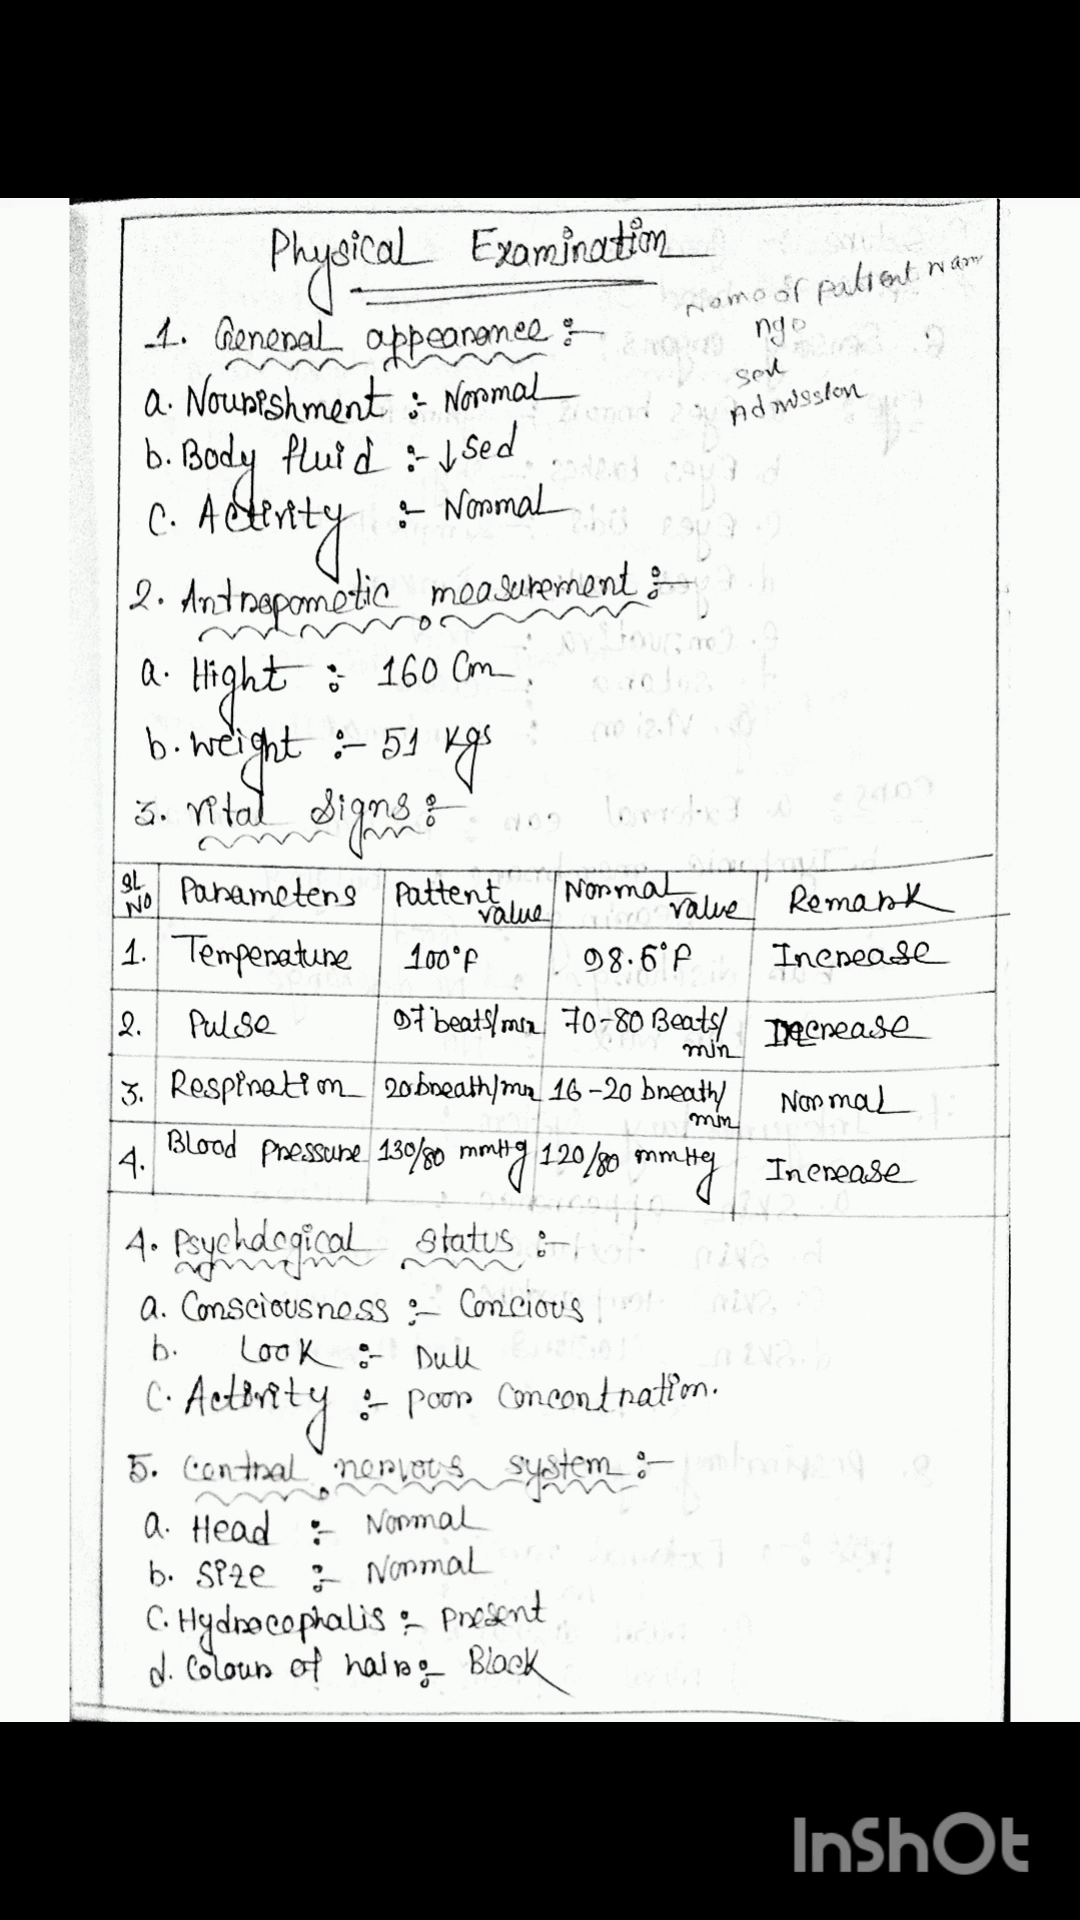 Physical Examination
Name of patient Nam
age
sex
Admission
1. General appearance :-
a. Nourishment :- Normal
b. Body fluid :- ↓sed
C. Activity :- Normal
2. Antropometic measurement :-
a. Hight :- 160 Cm
b. weight :- 51 kgs
3. Vital Signs :-
SL NO Parameters Pattent value Normal value Remark
1. Temperature 100°F 98.6°F Increase
2. Pulse 97 beats/min 70-80 Beats/min Decrease
3. Respiration 20 breath/min 16-20 breath/min Normal
4. Blood pressure 130/80 mmHg 120/80 mmHg Increase
4. Psychological status :-
a. Consciousness :- Concious
b. Look :- Dull
C. Activity :- poor concentration.
5. Central nervous system :-
a. Head :- Normal
b. Size :- Normal
C. Hydrocephalis :- present
d. Colour of hair :- Black
InShOt